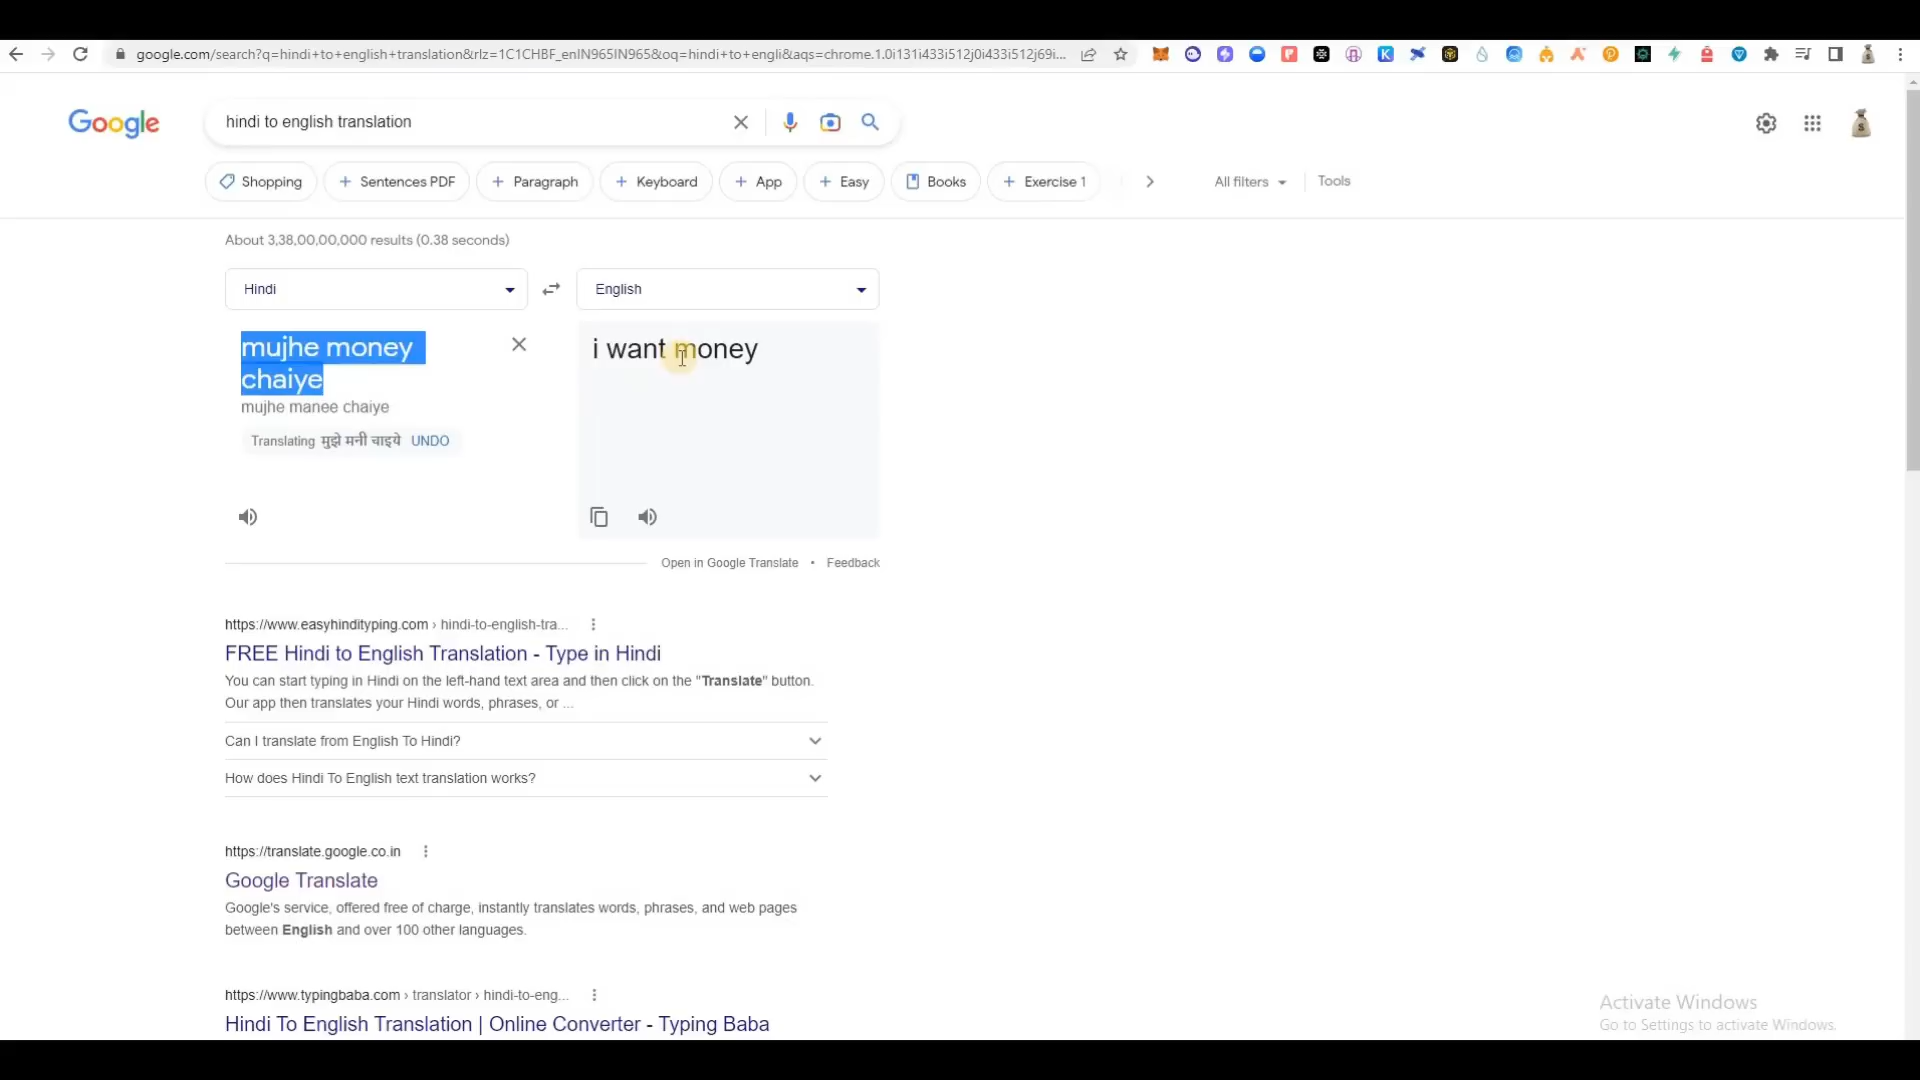 google.com/search?q=hindi+to+english+translation&rlz=1C1CHBF_enIN965IN965&oq=hindi+to+engli&aqs=chrome.1.0i131i433i512j0i433i512j69i...
Google
hindi to english translation
Shopping
Sentences PDF
Paragraph
Keyboard
App
Easy
Books
Exercise 1
All filters
Tools
About 3,38,00,00,000 results (0.38 seconds)
Hindi
English
mujhe money
chaiye
i want money
mujhe manee chaiye
Translating मुझे मनी चाइये UNDO
Open in Google Translate • Feedback
https://www.easyhindityping.com › hindi-to-english-tra...
FREE Hindi to English Translation - Type in Hindi
You can start typing in Hindi on the left-hand text area and then click on the "Translate" button.
Our app then translates your Hindi words, phrases, or ...
Can I translate from English To Hindi?
How does Hindi To English text translation works?
https://translate.google.co.in
Google Translate
Google's service, offered free of charge, instantly translates words, phrases, and web pages
between English and over 100 other languages.
https://www.typingbaba.com › translator › hindi-to-eng...
Hindi To English Translation | Online Converter - Typing Baba
Activate Windows
Go to Settings to activate Windows.